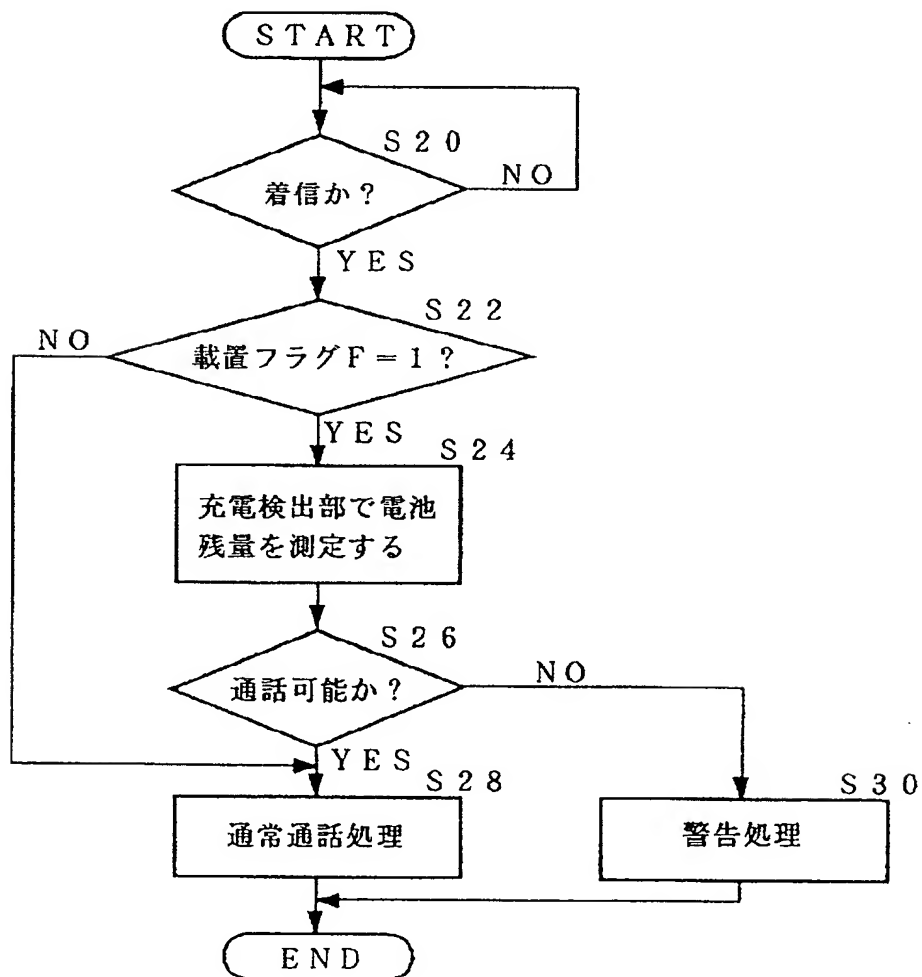 START
S20
NO
着信か?
YES
S22
NO
載置フラグF=1?
YES
S24
充電検出部で電池
残量を測定する
S26
NO
通話可能か?
YES
S28
S30
通常通話処理
警告処理
END